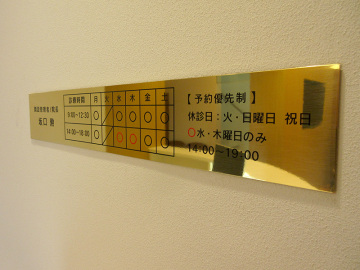 診療時間 月 火 水 木 金 土
9:00~12:30 〇 / 〇 〇 〇 〇
14:00~18:00 〇 / 〇 〇 〇 〇
【予約優先制】
休診日:火・日曜日 祝日
〇水・木曜日のみ
14:00~19:00